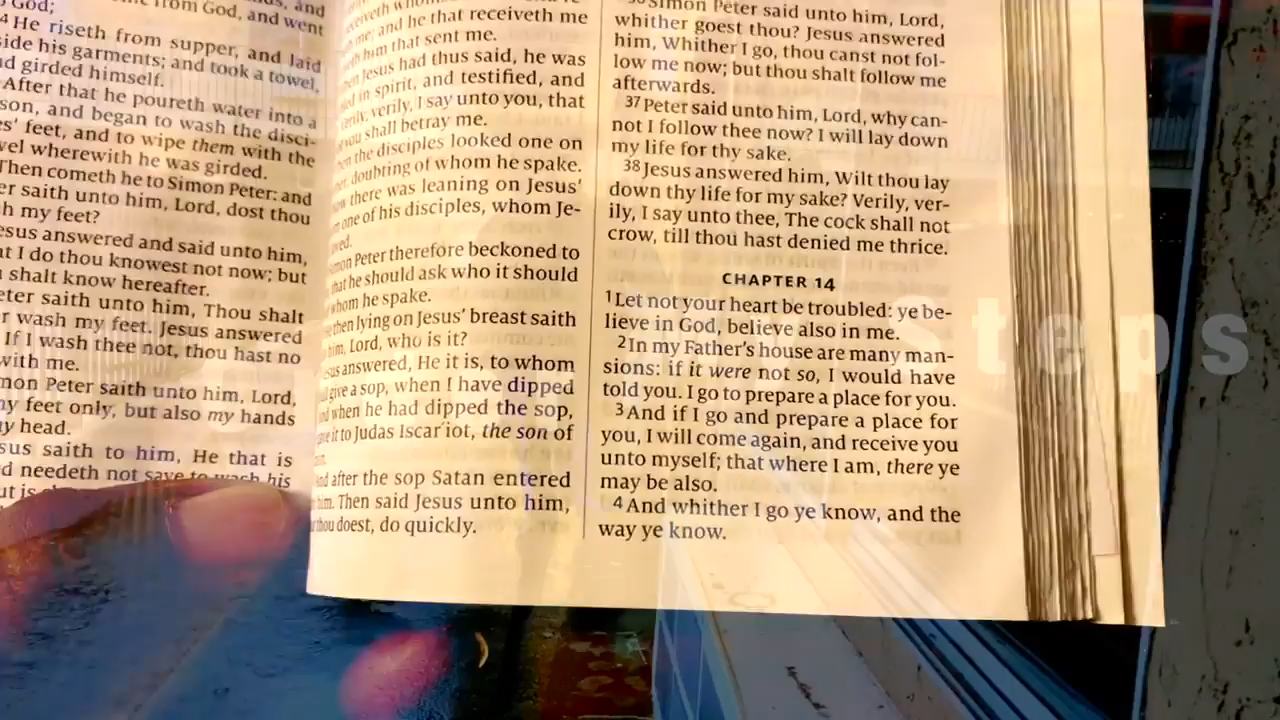 God;
from God, and went
4 He riseth from supper, and laid
side his garments; and took a towel,
girded himself.
After that he poureth water into a
son, and began to wash the disci-
es' feet, and to wipe them with the
vel wherewith he was girded.
Then cometh he to Simon Peter: and
er saith unto him, Lord, dost thou
h my feet?
esus answered and said unto him,
at I do thou knowest not now; but
shalt know hereafter.
eter saith unto him, Thou shalt
r wash my feet. Jesus answered
If I wash thee not, thou hast no
with me.
mon Peter saith unto him, Lord,
ny feet only, but also my hands
y head.
sus saith to him, He that is
d needeth not save to wash his
ut is
receiveth
me; and he that receiveth me
him that sent me.
Jesus had thus said, he was
in spirit, and testified, and
verily, I say unto you, that
you shall betray me.
the disciples looked one on
doubting of whom he spake.
there was leaning on Jesus'
one of his disciples, whom Je-
Peter therefore beckoned to
that he should ask who it should
whom he spake.
then lying on Jesus' breast saith
him, Lord, who is it?
answered, He it is, to whom
give a sop, when I have dipped
when he had dipped the sop,
it to Judas Iscar'iot, the son of
after the sop Satan entered
him. Then said Jesus unto him,
thou doest, do quickly.
36 Simon Peter said unto him, Lord,
whither goest thou? Jesus answered
him, Whither I go, thou canst not fol-
low me now; but thou shalt follow me
afterwards.
37 Peter said unto him, Lord, why can-
not I follow thee now? I will lay down
my life for thy sake.
38 Jesus answered him, Wilt thou lay
down thy life for my sake? Verily, ver-
ily, I say unto thee, The cock shall not
crow, till thou hast denied me thrice.
CHAPTER 14
1 Let not your heart be troubled: ye be-
lieve in God, believe also in me.
2 In my Father's house are many man-
sions: if it were not so, I would have
told you. I go to prepare a place for you.
3 And if I go and prepare a place for
you, I will come again, and receive you
unto myself; that where I am, there ye
may be also.
4 And whither I go ye know, and the
way ye know.
Steps